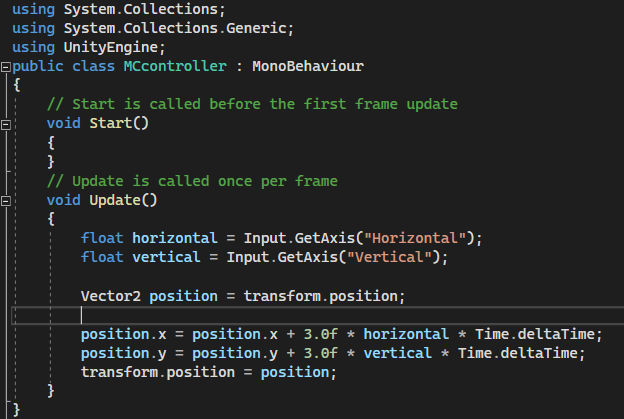 using System.Collections;
using System.Collections.Generic;
using UnityEngine;
public class MCcontroller : MonoBehaviour
{
    // Start is called before the first frame update
    void Start()
    {
    }
    // Update is called once per frame
    void Update()
    {
        float horizontal = Input.GetAxis("Horizontal");
        float vertical = Input.GetAxis("Vertical");

        Vector2 position = transform.position;

        position.x = position.x + 3.0f * horizontal * Time.deltaTime;
        position.y = position.y + 3.0f * vertical * Time.deltaTime;
        transform.position = position;
    }
}